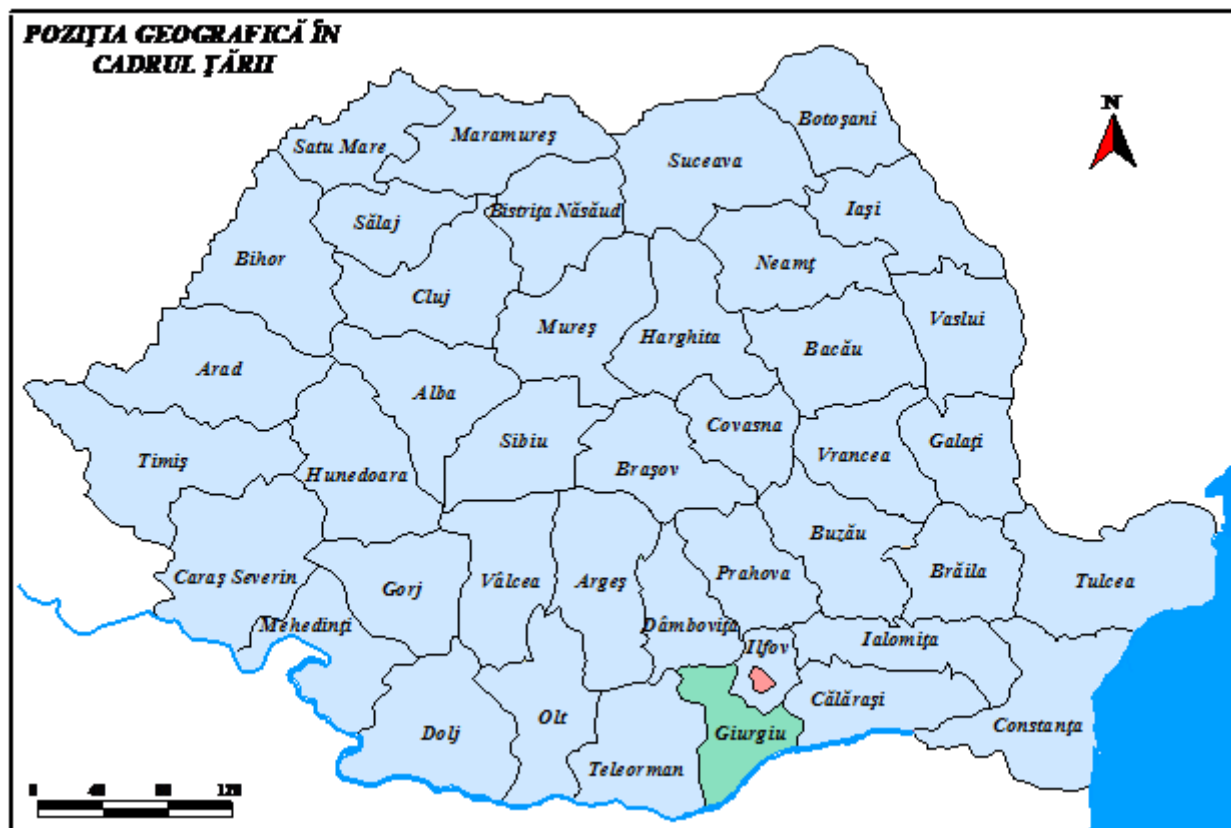 POZIŢIA GEOGRAFICĂ ÎN
CADRUL ŢĂRII
N
Botoşani
Maramureş
Satu Mare
Suceava
Bistriţa Năsăud
Iaşi
Sălaj
Bihor
Neamţ
Cluj
Vaslui
Mureş
Harghita
Bacău
Arad
Alba
Covasna
Sibiu
Galaţi
Timiş
Vrancea
Braşov
Hunedoara
Buzău
Caraş Severin
Gorj
Vâlcea
Argeş
Prahova
Brăila
Tulcea
Mehedinţi
Dâmboviţa
Ialomiţa
Ilfov
Călăraşi
Constanţa
Olt
Dolj
Giurgiu
Teleorman
0